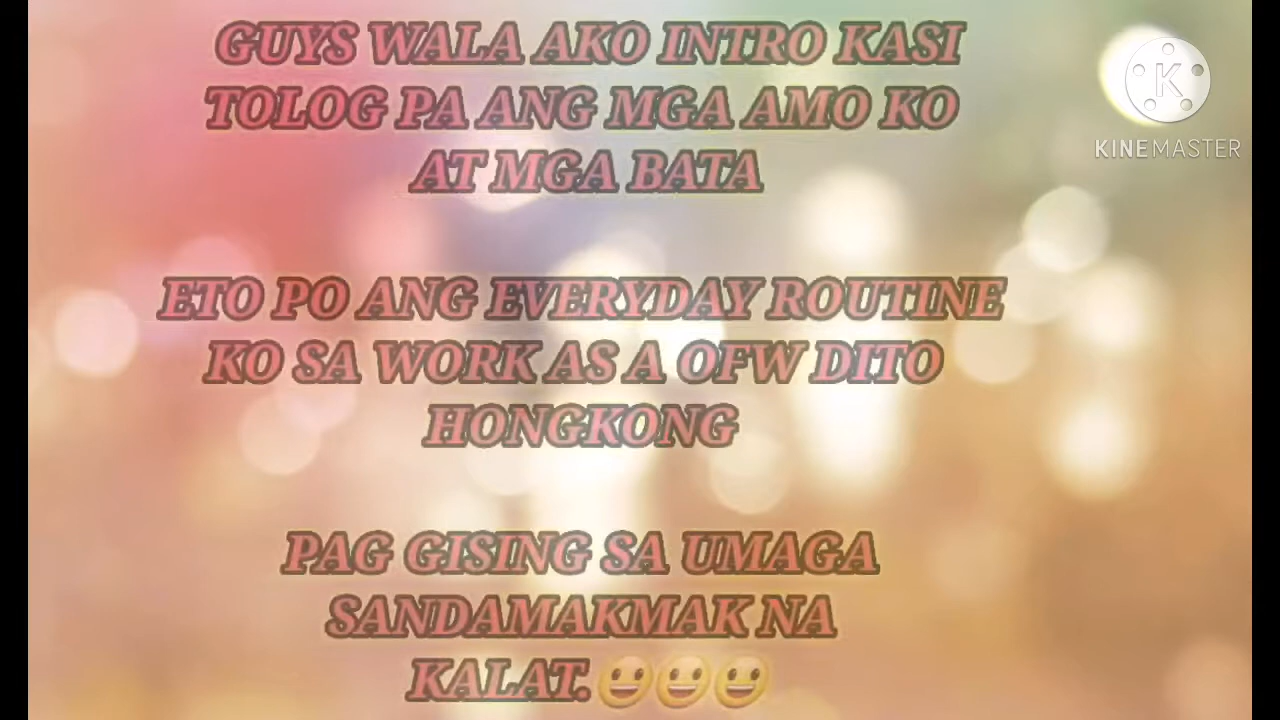 GUYS WALA AKO INTRO KASI
TOLOG PA ANG MGA AMO KO
AT MGA BATA
ETO PO ANG EVERYDAY ROUTINE
KO SA WORK AS A OFW DITO
HONGKONG
PAG GISING SA UMAGA
SANDAMAKMAK NA
KALAT.😃😃😃
K
KINEMASTER